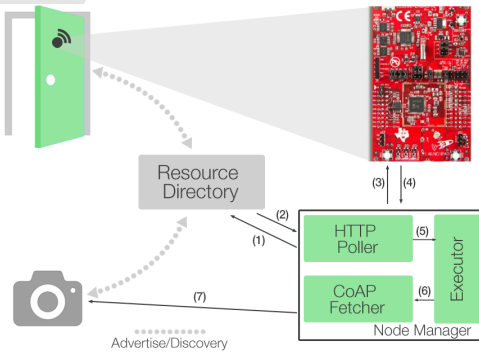 Resource
Directory
(3)
(4)
(2)
(1)
HTTP
Poller
(5)
Executor
CoAP
Fetcher
(6)
(7)
Node Manager
Advertise/Discovery